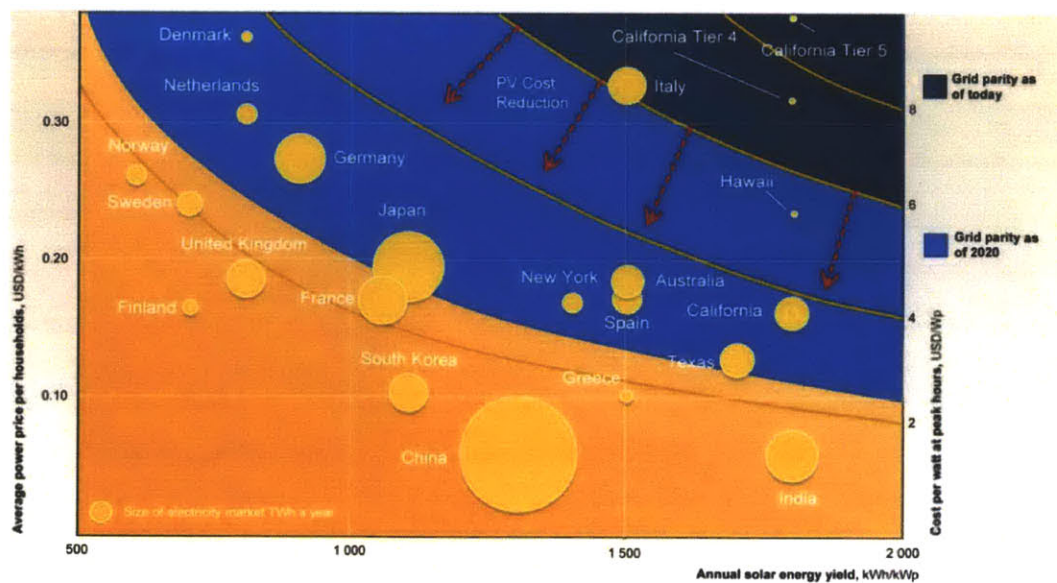 Denmark
California Tier 4
California Tier 5
Netherlands
PV Cost
Reduction
Italy
Grid parity as
of today
8
0.30
Norway
Germany
Hawaii
Sweden
Japan
6
United Kingdom
Grid parity as
of 2020
0.20
New York
Australia
Finland
France
Spain
California
4
South Korea
Texas
Greece
0.10
2
China
India
Size of electricity market TWh a year
500
1 000
1 500
2 000
Average power price per households, USD/kWh
Cost per watt at peak hours, USD/Wp
Annual solar energy yield, kWh/kWp